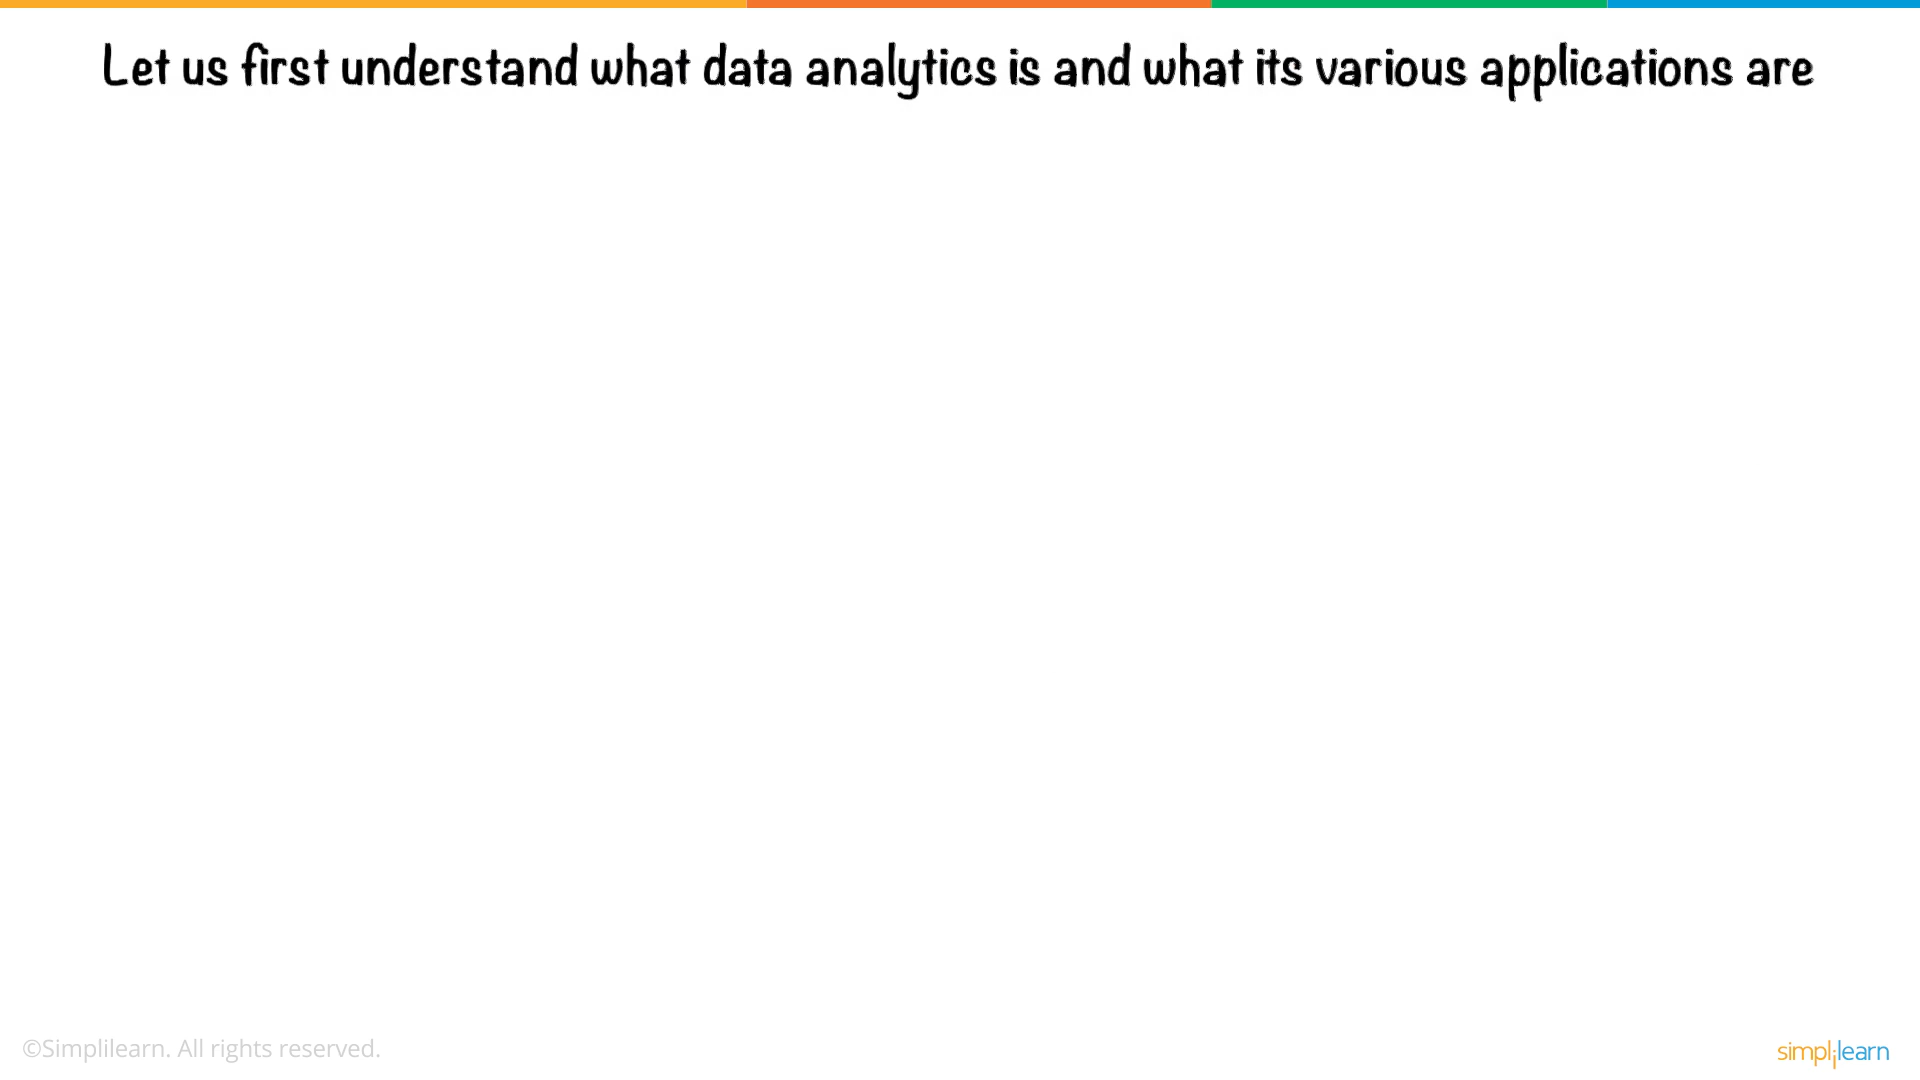 Let us first understand what data analytics is and what its various applications are
©Simplilearn. All rights reserved.
simplilearn